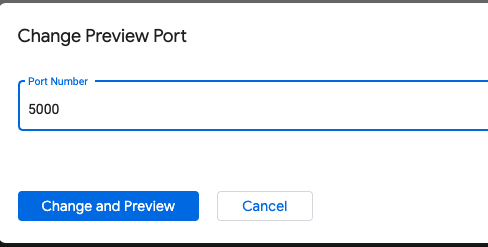 Change Preview Port
Port Number
5000
Change and Preview
Cancel